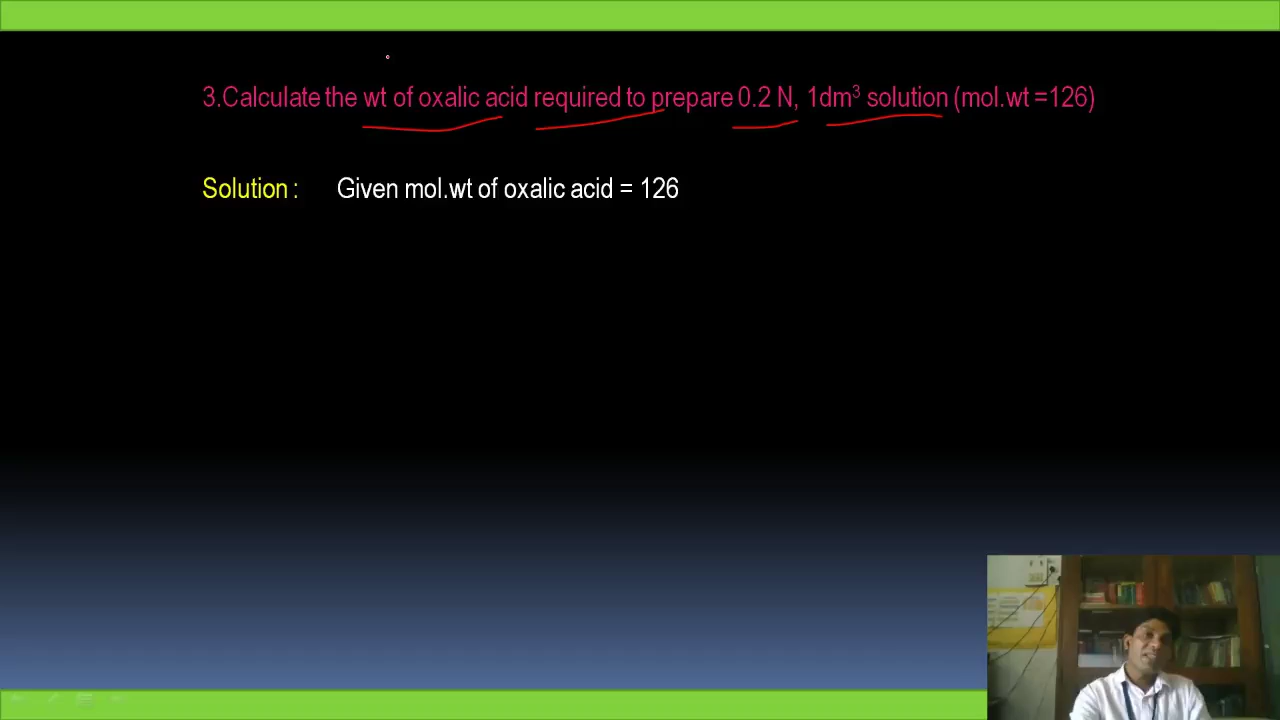 3.Calculate the wt of oxalic acid required to prepare 0.2 N, 1dm³ solution (mol.wt =126)
Solution : Given mol.wt of oxalic acid = 126